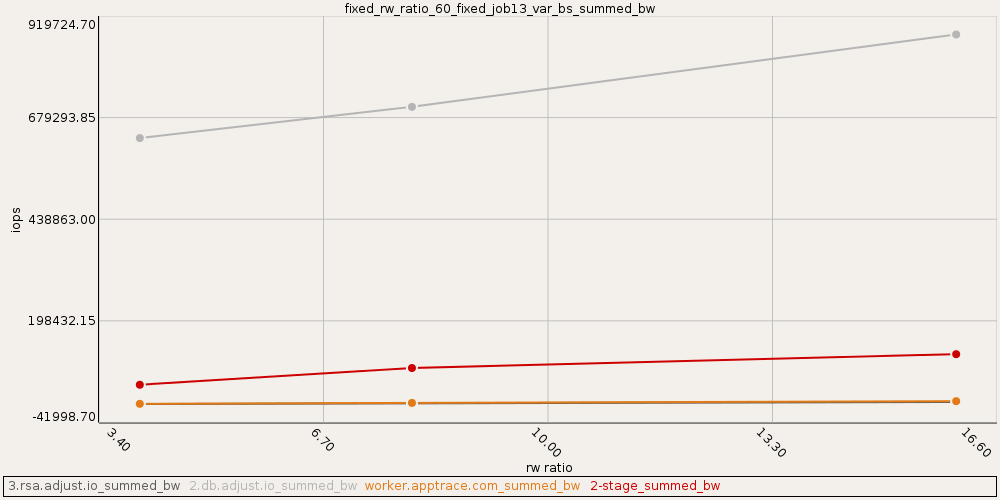 fixed_rw_ratio_60_fixed_job13_var_bs_summed_bw
919724.70
679293.85
438863.00
198432.15
-41998.70
iops
3.40
6.70
10.00
13.30
16.60
rw ratio
3.rsa.adjust.io_summed_bw 2.db.adjust.io_summed_bw worker.apptrace.com_summed_bw 2-stage_summed_bw